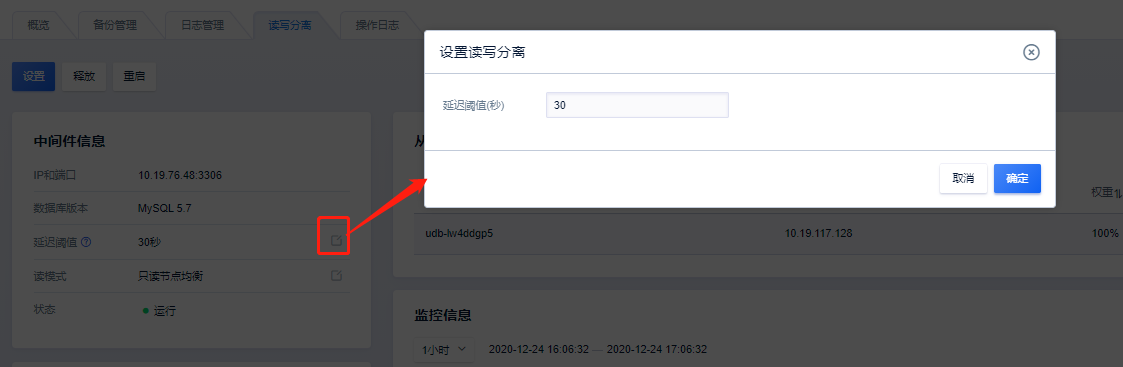 概览 备份管理 日志管理 读写分离 操作日志
设置 释放 重启
设置读写分离
延迟阈值(秒) 30
取消 确定
中间件信息
IP和端口 10.19.76.48:3306
数据库版本 MySQL 5.7
延迟阈值 30秒
读模式 只读节点均衡
状态 运行
从
权重
udb-lw4ddgp5 10.19.117.128 100%
监控信息
1小时 2020-12-24 16:06:32 — 2020-12-24 17:06:32